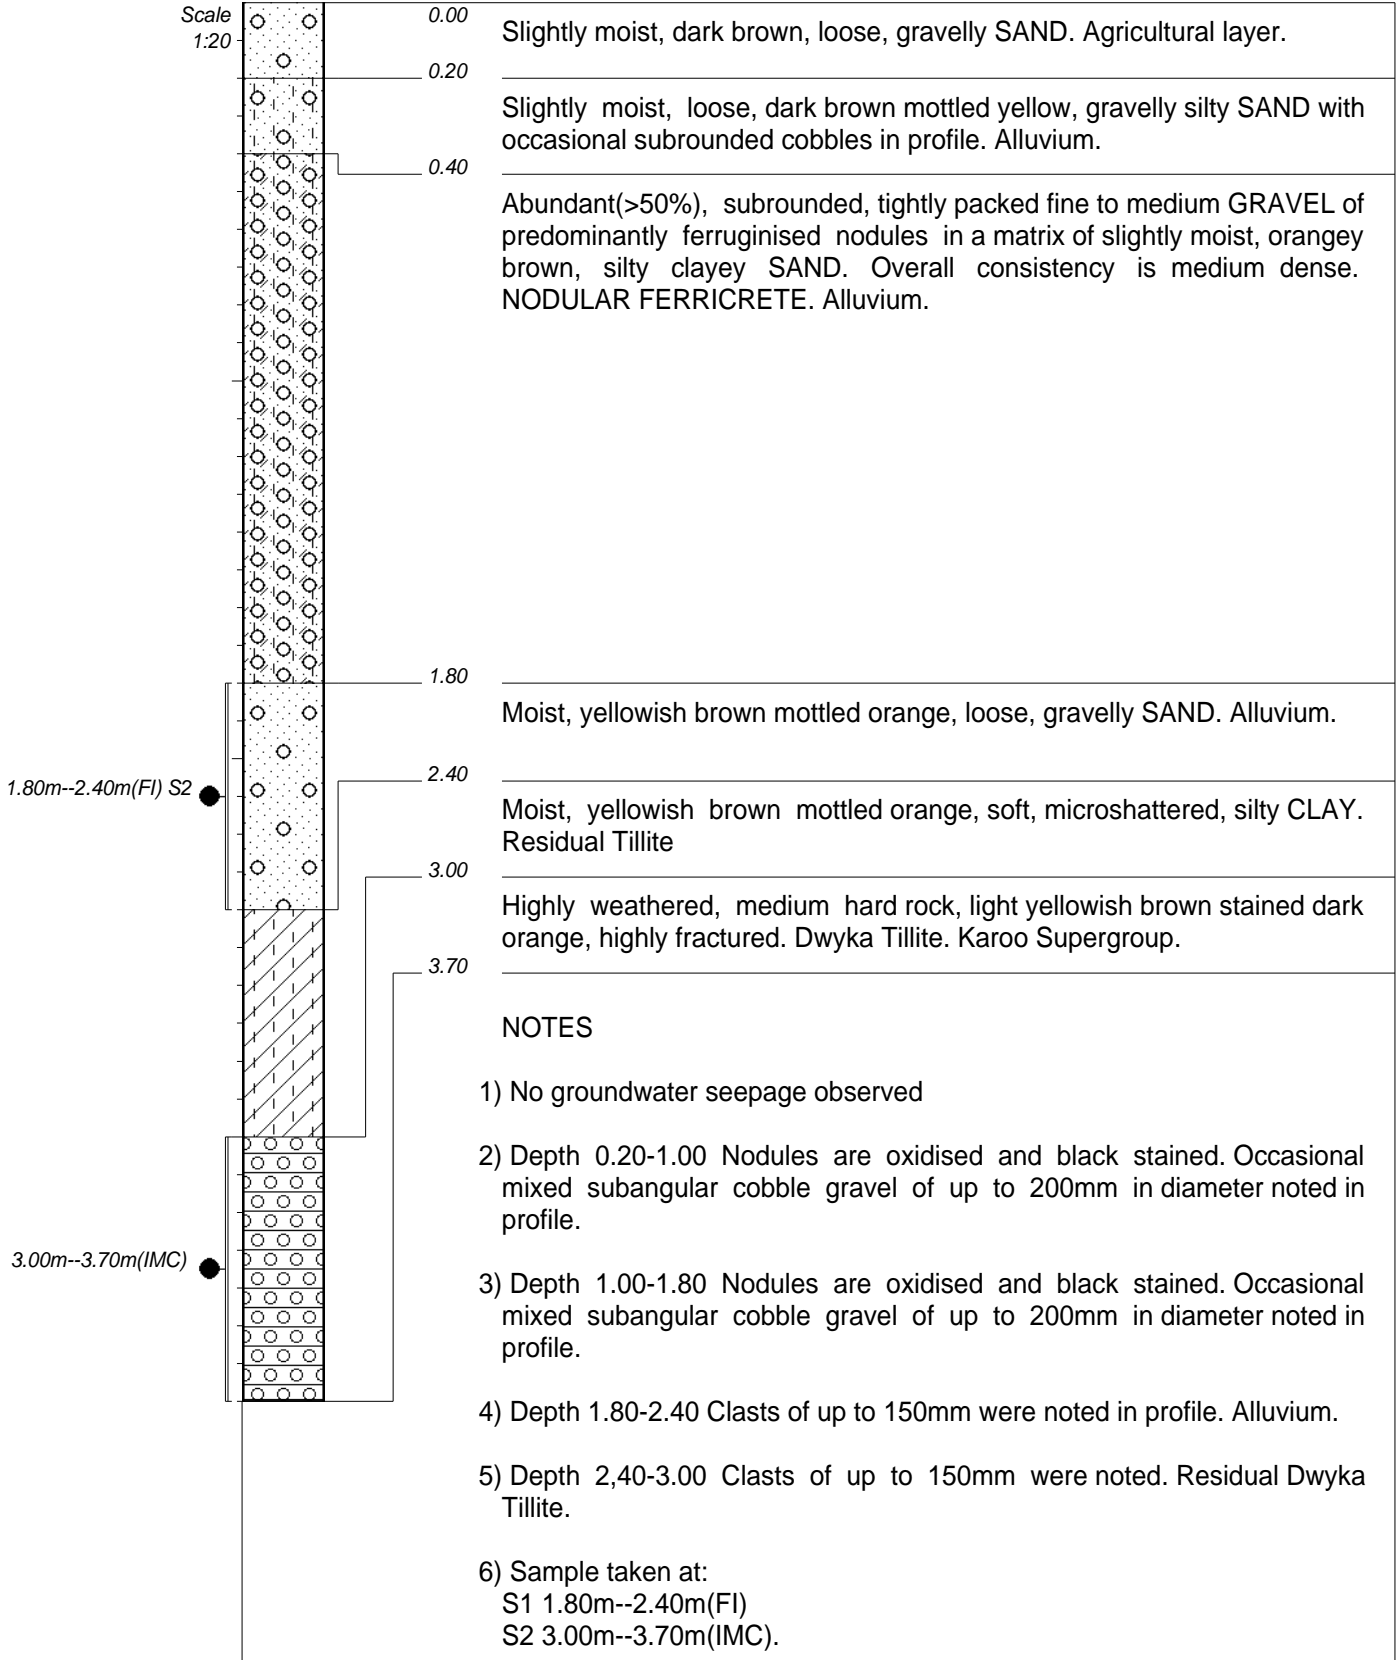 Scale
1:20
0.00
Slightly moist, dark brown, loose, gravelly SAND. Agricultural layer.
0.20
Slightly moist, loose, dark brown mottled yellow, gravelly silty SAND with
occasional subrounded cobbles in profile. Alluvium.
0.40
Abundant(>50%), subrounded, tightly packed fine to medium GRAVEL of
predominantly ferruginised nodules in a matrix of slightly moist, orangey
brown, silty clayey SAND. Overall consistency is medium dense.
NODULAR FERRICRETE. Alluvium.
1.80
Moist, yellowish brown mottled orange, loose, gravelly SAND. Alluvium.
1.80m--2.40m(FI) S2
2.40
Moist, yellowish brown mottled orange, soft, microshattered, silty CLAY.
Residual Tillite
3.00
Highly weathered, medium hard rock, light yellowish brown stained dark
orange, highly fractured. Dwyka Tillite. Karoo Supergroup.
3.70
NOTES
1) No groundwater seepage observed
2) Depth 0.20-1.00 Nodules are oxidised and black stained. Occasional
mixed subangular cobble gravel of up to 200mm in diameter noted in
profile.
3.00m--3.70m(IMC)
3) Depth 1.00-1.80 Nodules are oxidised and black stained. Occasional
mixed subangular cobble gravel of up to 200mm in diameter noted in
profile.
4) Depth 1.80-2.40 Clasts of up to 150mm were noted in profile. Alluvium.
5) Depth 2,40-3.00 Clasts of up to 150mm were noted. Residual Dwyka
Tillite.
6) Sample taken at:
S1 1.80m--2.40m(FI)
S2 3.00m--3.70m(IMC).